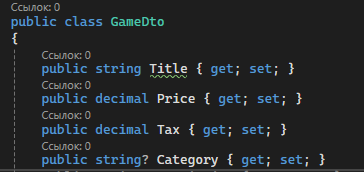 Ссылок: 0
public class GameDto
{
Ссылок: 0
public string Title { get; set; }
Ссылок: 0
public decimal Price { get; set; }
Ссылок: 0
public decimal Tax { get; set; }
Ссылок: 0
public string? Category { get; set; }